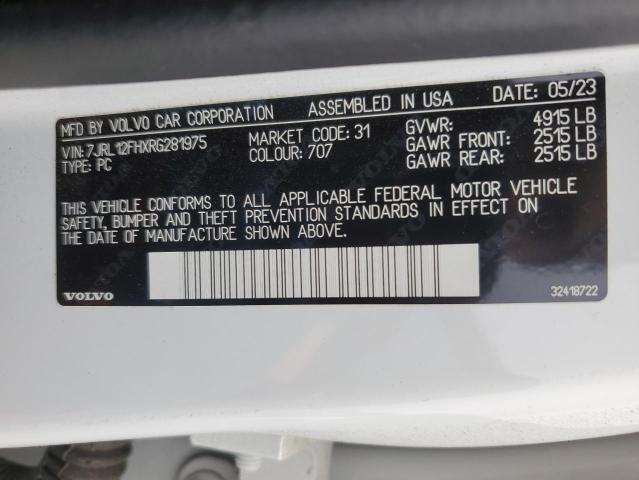 MFD BY VOLVO CAR CORPORATION ASSEMBLED IN USA DATE: 05/23
VIN: 7JRL12FHXRG281975 MARKET CODE: 31 GVWR: 4915 LB
TYPE: PC COLOUR: 707 GAWR FRONT: 2515 LB
GAWR REAR: 2515 LB
THIS VEHICLE CONFORMS TO ALL APPLICABLE FEDERAL MOTOR VEHICLE
SAFETY, BUMPER AND THEFT PREVENTION STANDARDS IN EFFECT ON
THE DATE OF MANUFACTURE SHOWN ABOVE.
VOLVO 32418722